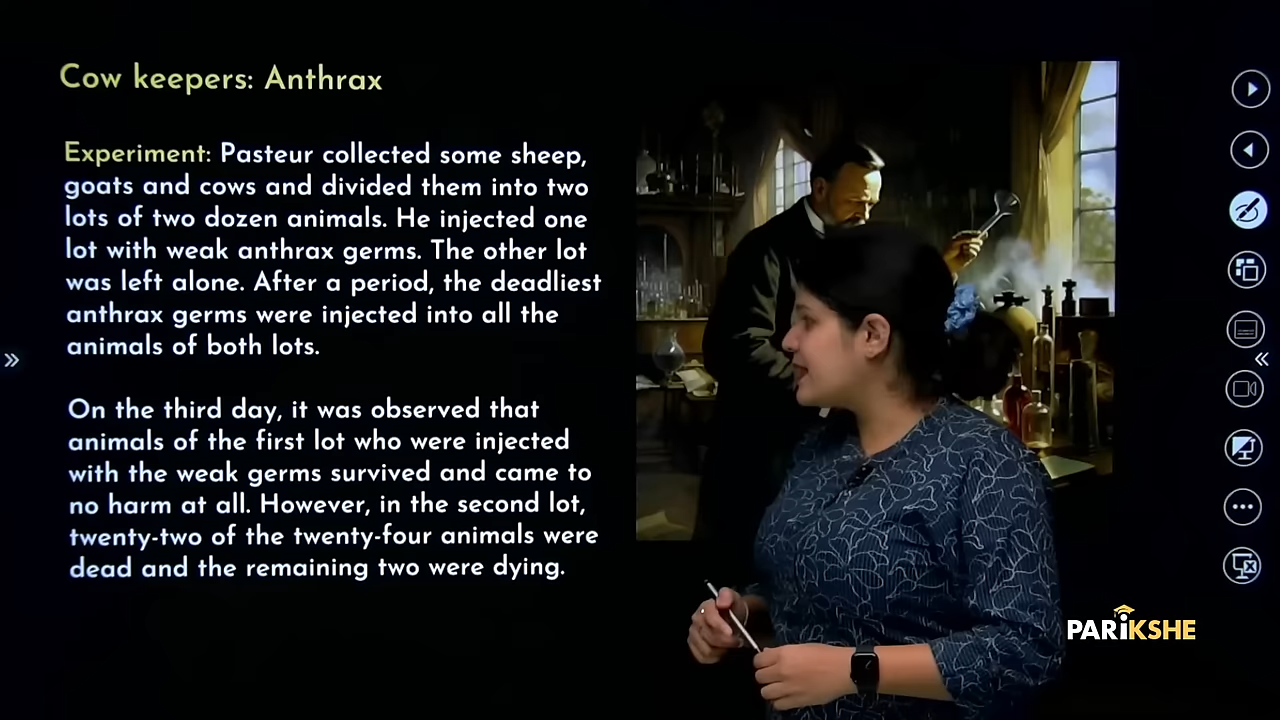 Cow keepers: Anthrax
Experiment: Pasteur collected some sheep,
goats and cows and divided them into two
lots of two dozen animals. He injected one
lot with weak anthrax germs. The other lot
was left alone. After a period, the deadliest
anthrax germs were injected into all the
animals of both lots.
On the third day, it was observed that
animals of the first lot who were injected
with the weak germs survived and came to
no harm at all. However, in the second lot,
twenty-two of the twenty-four animals were
dead and the remaining two were dying.
PARIKSHE